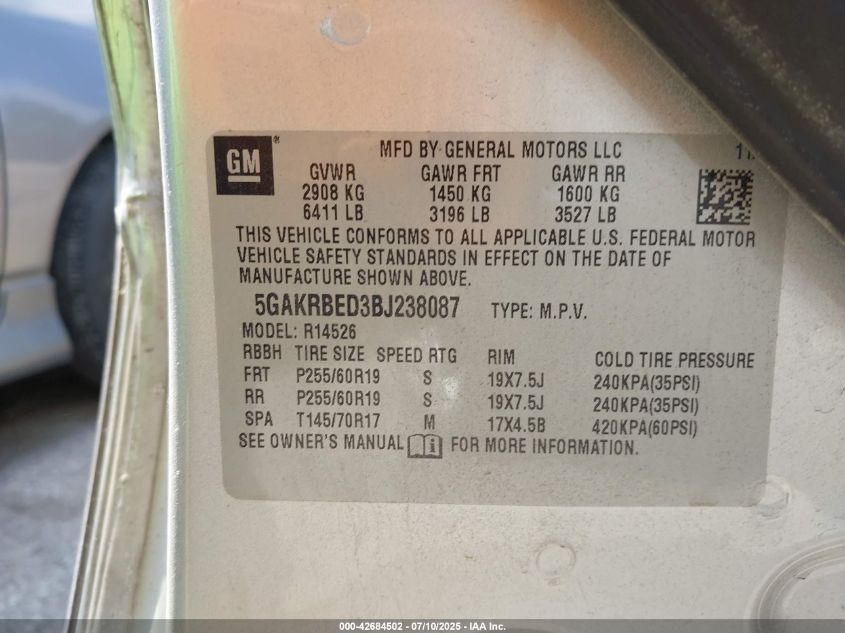 GM ® MFD BY GENERAL MOTORS LLC
GVWR GAWR FRT GAWR RR
2908 KG 1450 KG 1600 KG
6411 LB 3196 LB 3527 LB
THIS VEHICLE CONFORMS TO ALL APPLICABLE U.S. FEDERAL MOTOR
VEHICLE SAFETY STANDARDS IN EFFECT ON THE DATE OF
MANUFACTURE SHOWN ABOVE.
5GAKRBED3BJ238087 TYPE: M.P.V.
MODEL: R14526
RBBH TIRE SIZE SPEED RTG RIM COLD TIRE PRESSURE
FRT P255/60R19 S 19X7.5J 240KPA(35PSI)
RR P255/60R19 S 19X7.5J 240KPA(35PSI)
SPA T145/70R17 M 17X4.5B 420KPA(60PSI)
SEE OWNER'S MANUAL FOR MORE INFORMATION.
000-42684502 - 07/10/2025 - IAA Inc.